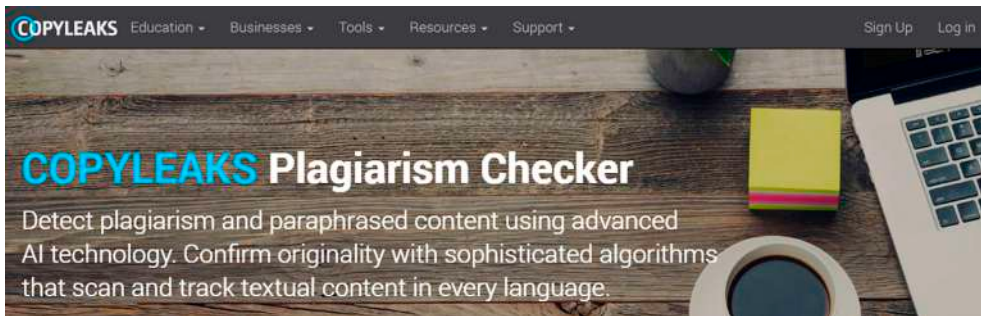 COPYLEAKS Education Businesses Tools Resources Support Sign Up Log in
COPYLEAKS Plagiarism Checker
Detect plagiarism and paraphrased content using advanced
AI technology. Confirm originality with sophisticated algorithms
that scan and track textual content in every language.